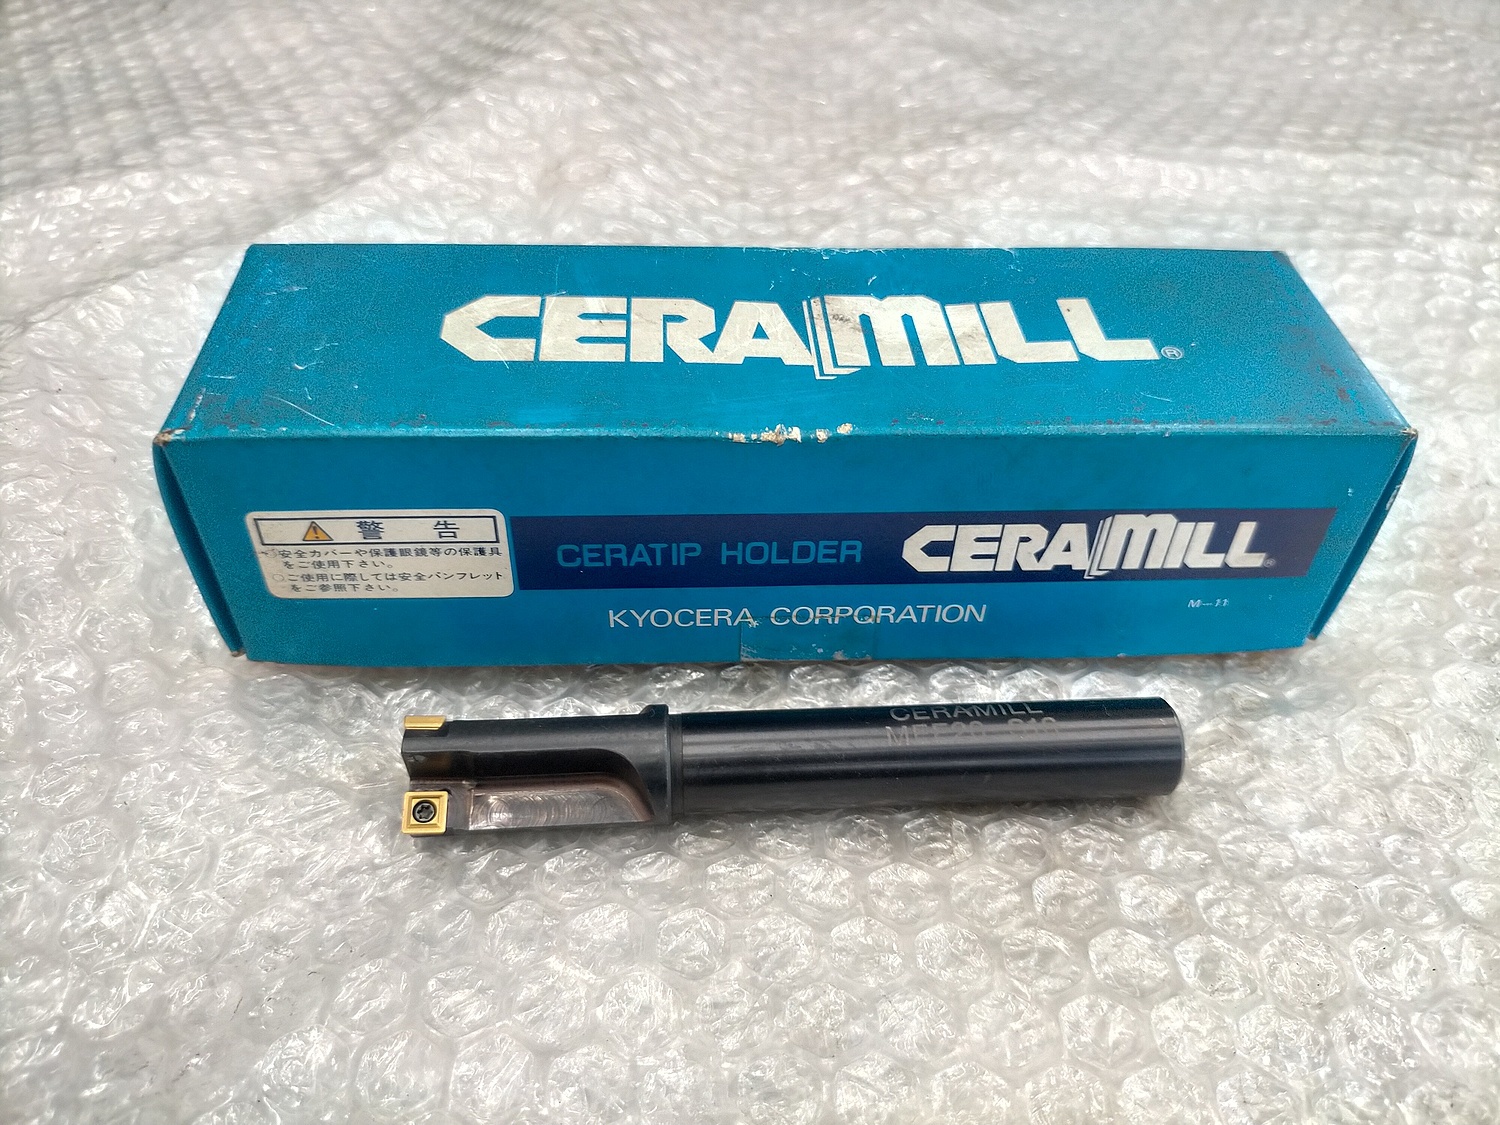 CERAMILL®
警告
安全カバーや保護眼鏡等の保護具
をご使用下さい。
○ご使用に際しては安全パンフレット
をご参照下さい。
CERATIP HOLDER CERAMILL®
KYOCERA CORPORATION
M-11
CERAMILL